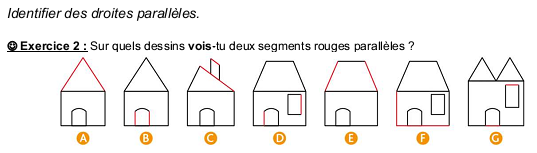 Identifier des droites parallèles.
☺ Exercice 2 : Sur quels dessins vois-tu deux segments rouges parallèles ?
A B C D E F G